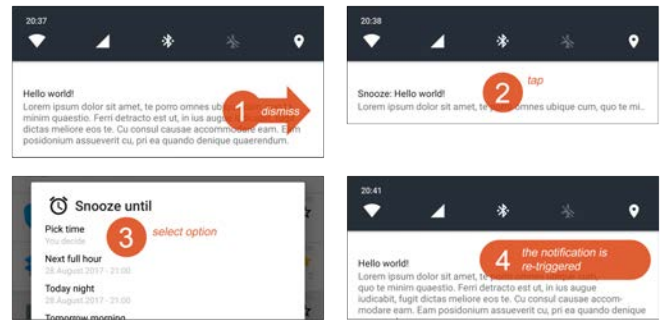 20:37
Hello world!
Lorem ipsum dolor sit amet, te porro omnes
minim quaestio. Ferri detracto est ut, in ius augue
dictas meliore eos te. Cu consul causae accommodare eam. Eam
posidonium assueverit cu, pri ea quando denique quaerendum.
1 dismiss
20:38
Snooze: Hello world!
Lorem ipsum dolor sit amet, te porro omnes ubique cum, quo te mi..
2
tap
Snooze until
Pick time
You decide
Next full hour
28 August 2017 - 21:00
Today night
28 August 2017 - 21:00
Tomorrow morning
3
select option
20:41
Hello world!
Lorem ipsum dolor sit amet, te
quo te minim quaestio. Ferri detracto est ut, in ius augue
iudicabit, fugit dictas meliore eos te. Cu consul causae accom-
modare eam. Eam posidonium assueverit cu, pri ea quando denique
4
the notification is
re-triggered